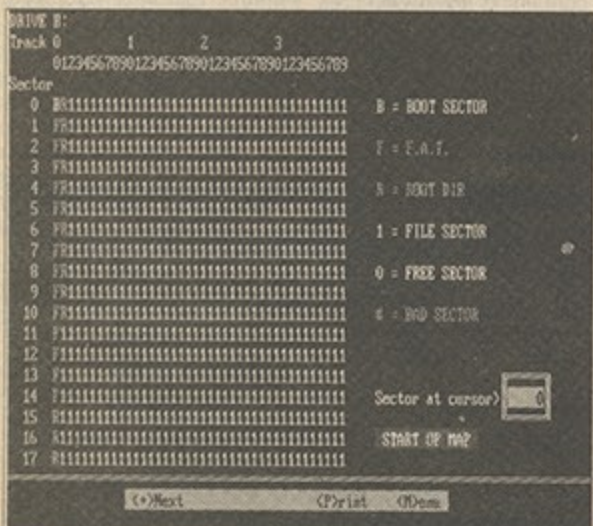 DRIVE B:
Track 0 1 2 3
0123456789012345678901234567890123456789
Sector
0 BR11111111111111111111111111111111111111 B = BOOT SECTOR
1 FR11111111111111111111111111111111111111
2 FR11111111111111111111111111111111111111 F = F.A.T.
3 FR11111111111111111111111111111111111111
4 FR11111111111111111111111111111111111111 R = ROOT DIR
5 FR11111111111111111111111111111111111111
6 FR11111111111111111111111111111111111111 1 = FILE SECTOR
7 FR11111111111111111111111111111111111111
8 FR11111111111111111111111111111111111111 0 = FREE SECTOR
9 FR11111111111111111111111111111111111111
10 FR11111111111111111111111111111111111111 # = BAD SECTOR
11 F111111111111111111111111111111111111111
12 F111111111111111111111111111111111111111
13 F111111111111111111111111111111111111111
14 F111111111111111111111111111111111111111 Sector at cursor> 0
15 R111111111111111111111111111111111111111
16 R111111111111111111111111111111111111111 START OF MAP
17 R111111111111111111111111111111111111111
(+)Next (P)rint (M)enu